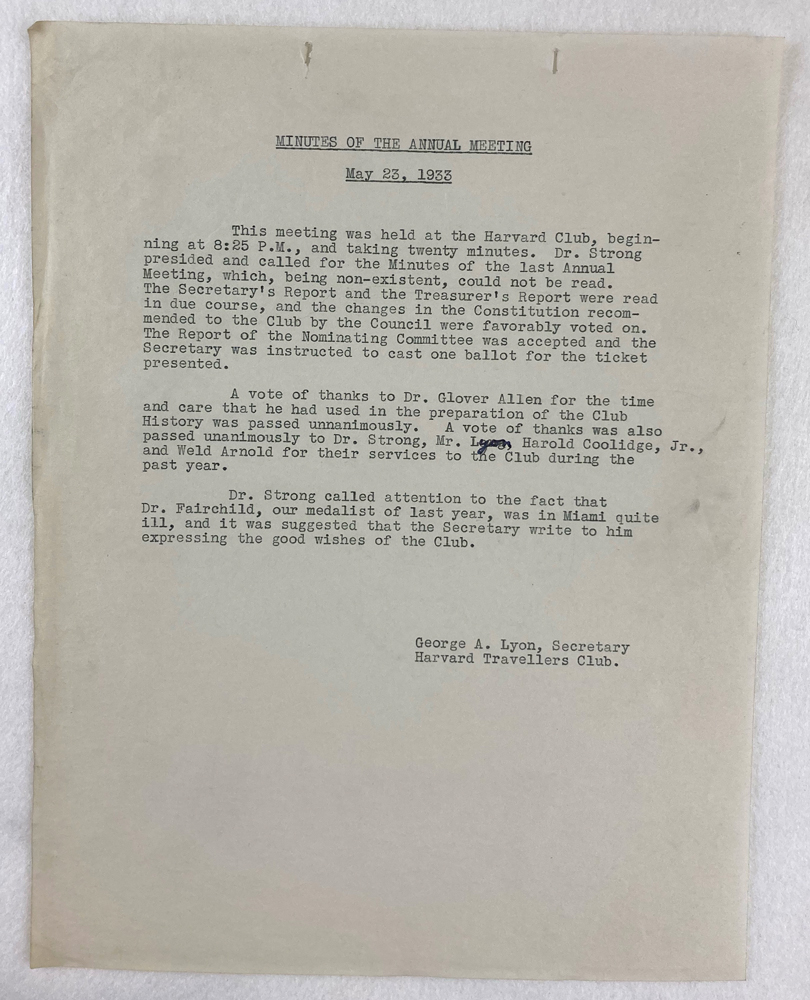 MINUTES OF THE ANNUAL MEETING
May 23, 1933
This meeting was held at the Harvard Club, begin-
ning at 8:25 P.M., and taking twenty minutes. Dr. Strong
presided and called for the Minutes of the last Annual
Meeting, which, being non-existent, could not be read.
The Secretary's Report and the Treasurer's Report were read
in due course, and the changes in the Constitution recom-
mended to the Club by the Council were favorably voted on.
The Report of the Nominating Committee was accepted and the
Secretary was instructed to cast one ballot for the ticket
presented.
A vote of thanks to Dr. Glover Allen for the time
and care that he had used in the preparation of the Club
History was passed unnanimously. A vote of thanks was also
passed unanimously to Dr. Strong, Mr. Lyon, Harold Coolidge, Jr.,
and Weld Arnold for their services to the Club during the
past year.
Dr. Strong called attention to the fact that
Dr. Fairchild, our medalist of last year, was in Miami quite
ill, and it was suggested that the Secretary write to him
expressing the good wishes of the Club.
George A. Lyon, Secretary
Harvard Travellers Club.